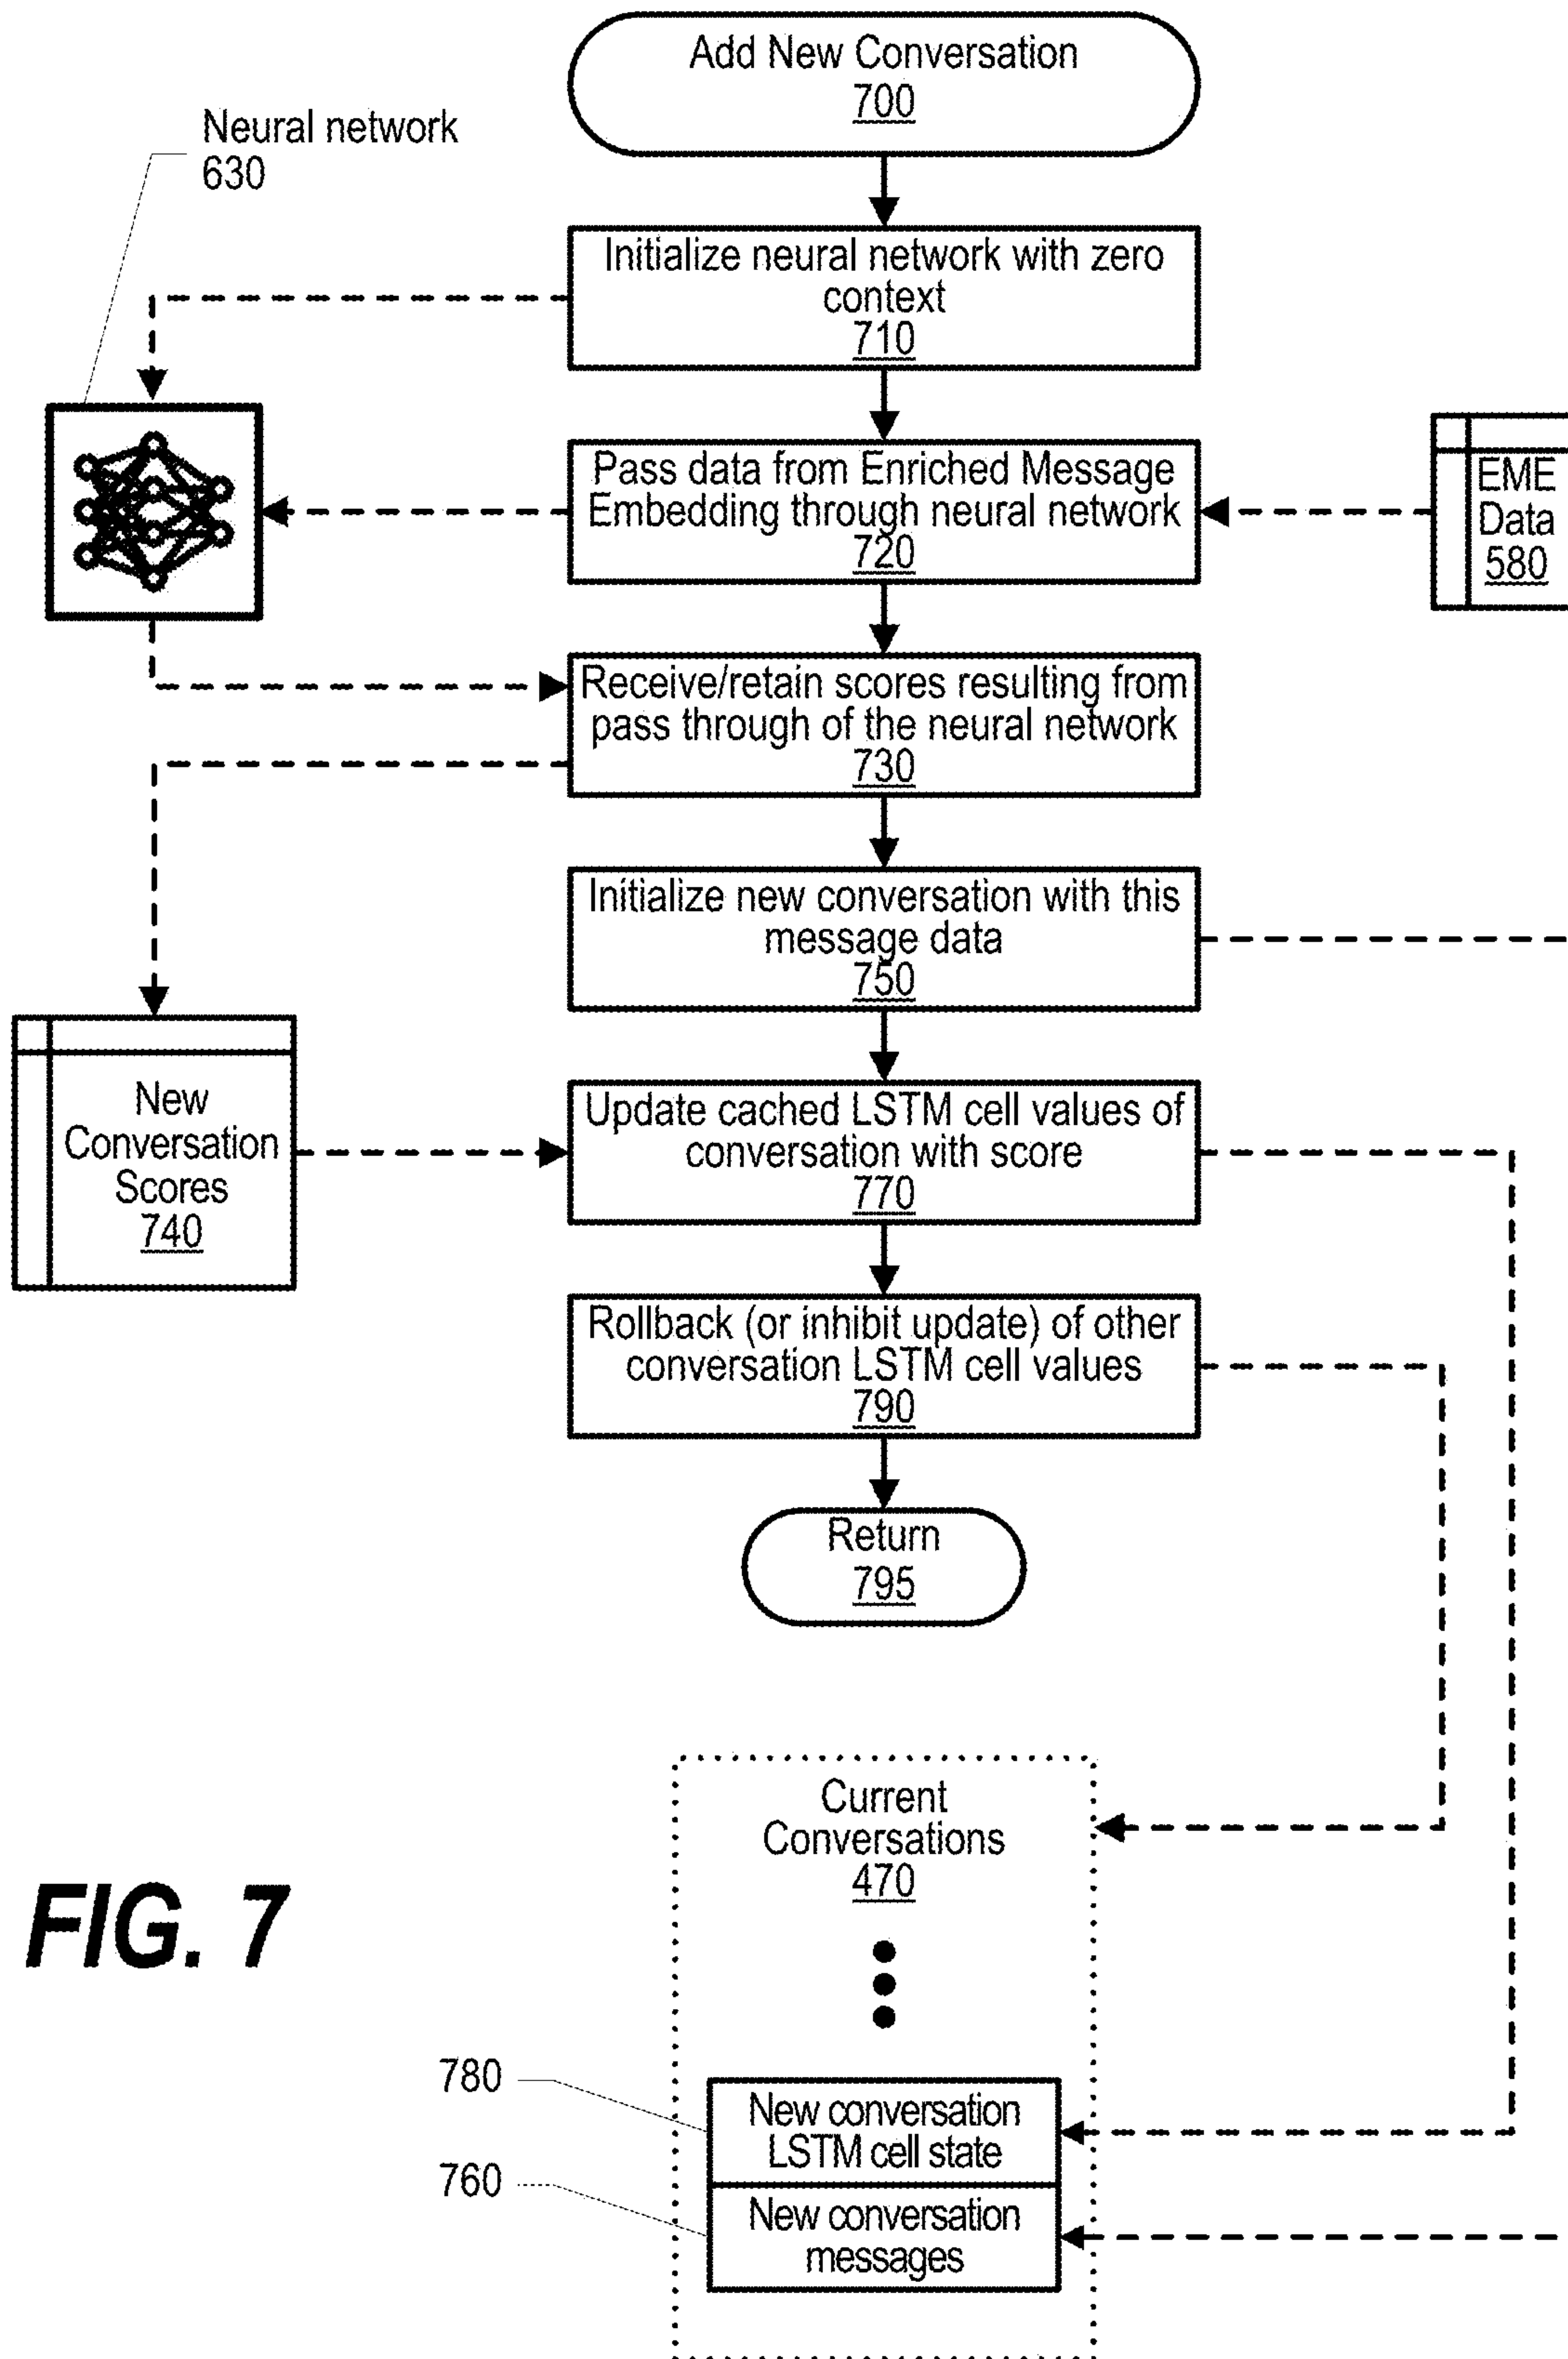 Add New Conversation
700
Neural network
630
Initialize neural network with zero
context
710
Pass data from Enriched Message
Embedding through neural network
720
EME
Data
580
Receive/retain scores resulting from
pass through of the neural network
730
Initialize new conversation with this
message data
750
New
Conversation
Scores
740
Update cached LSTM cell values of
conversation with score
770
Rollback (or inhibit update) of other
conversation LSTM cell values
790
Return
795
Current
Conversations
470
FIG. 7
780
New conversation
LSTM cell state
760
New conversation
messages